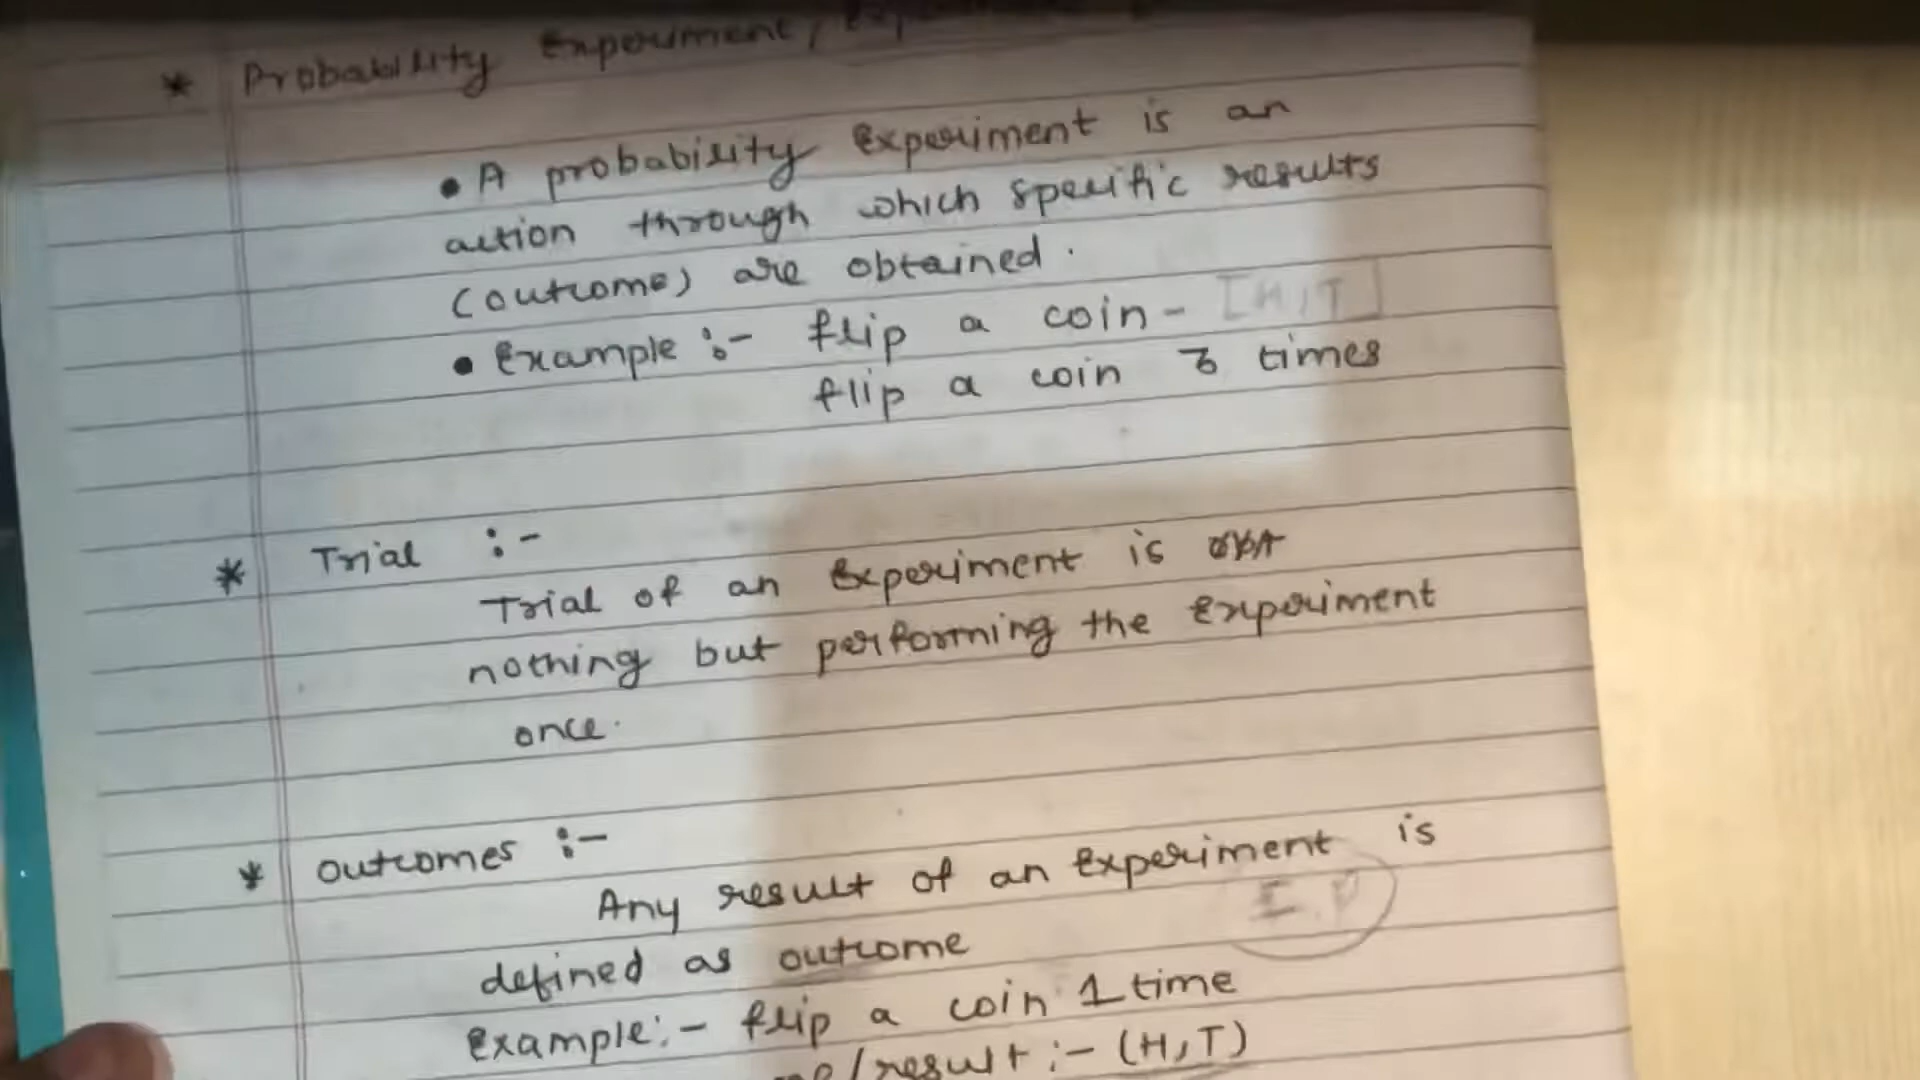 * Probability Experiment,
• A probability Experiment is an
action through which specific results
(outcome) are obtained.
• Example :- flip a coin - [H,T]
flip a coin 3 times
* Trial :-
Trial of an Experiment is
nothing but performing the Experiment
once.
* outcomes :-
Any result of an Experiment is
defined as outcome
Example:- flip a coin 1 time
/result :- (H,T)